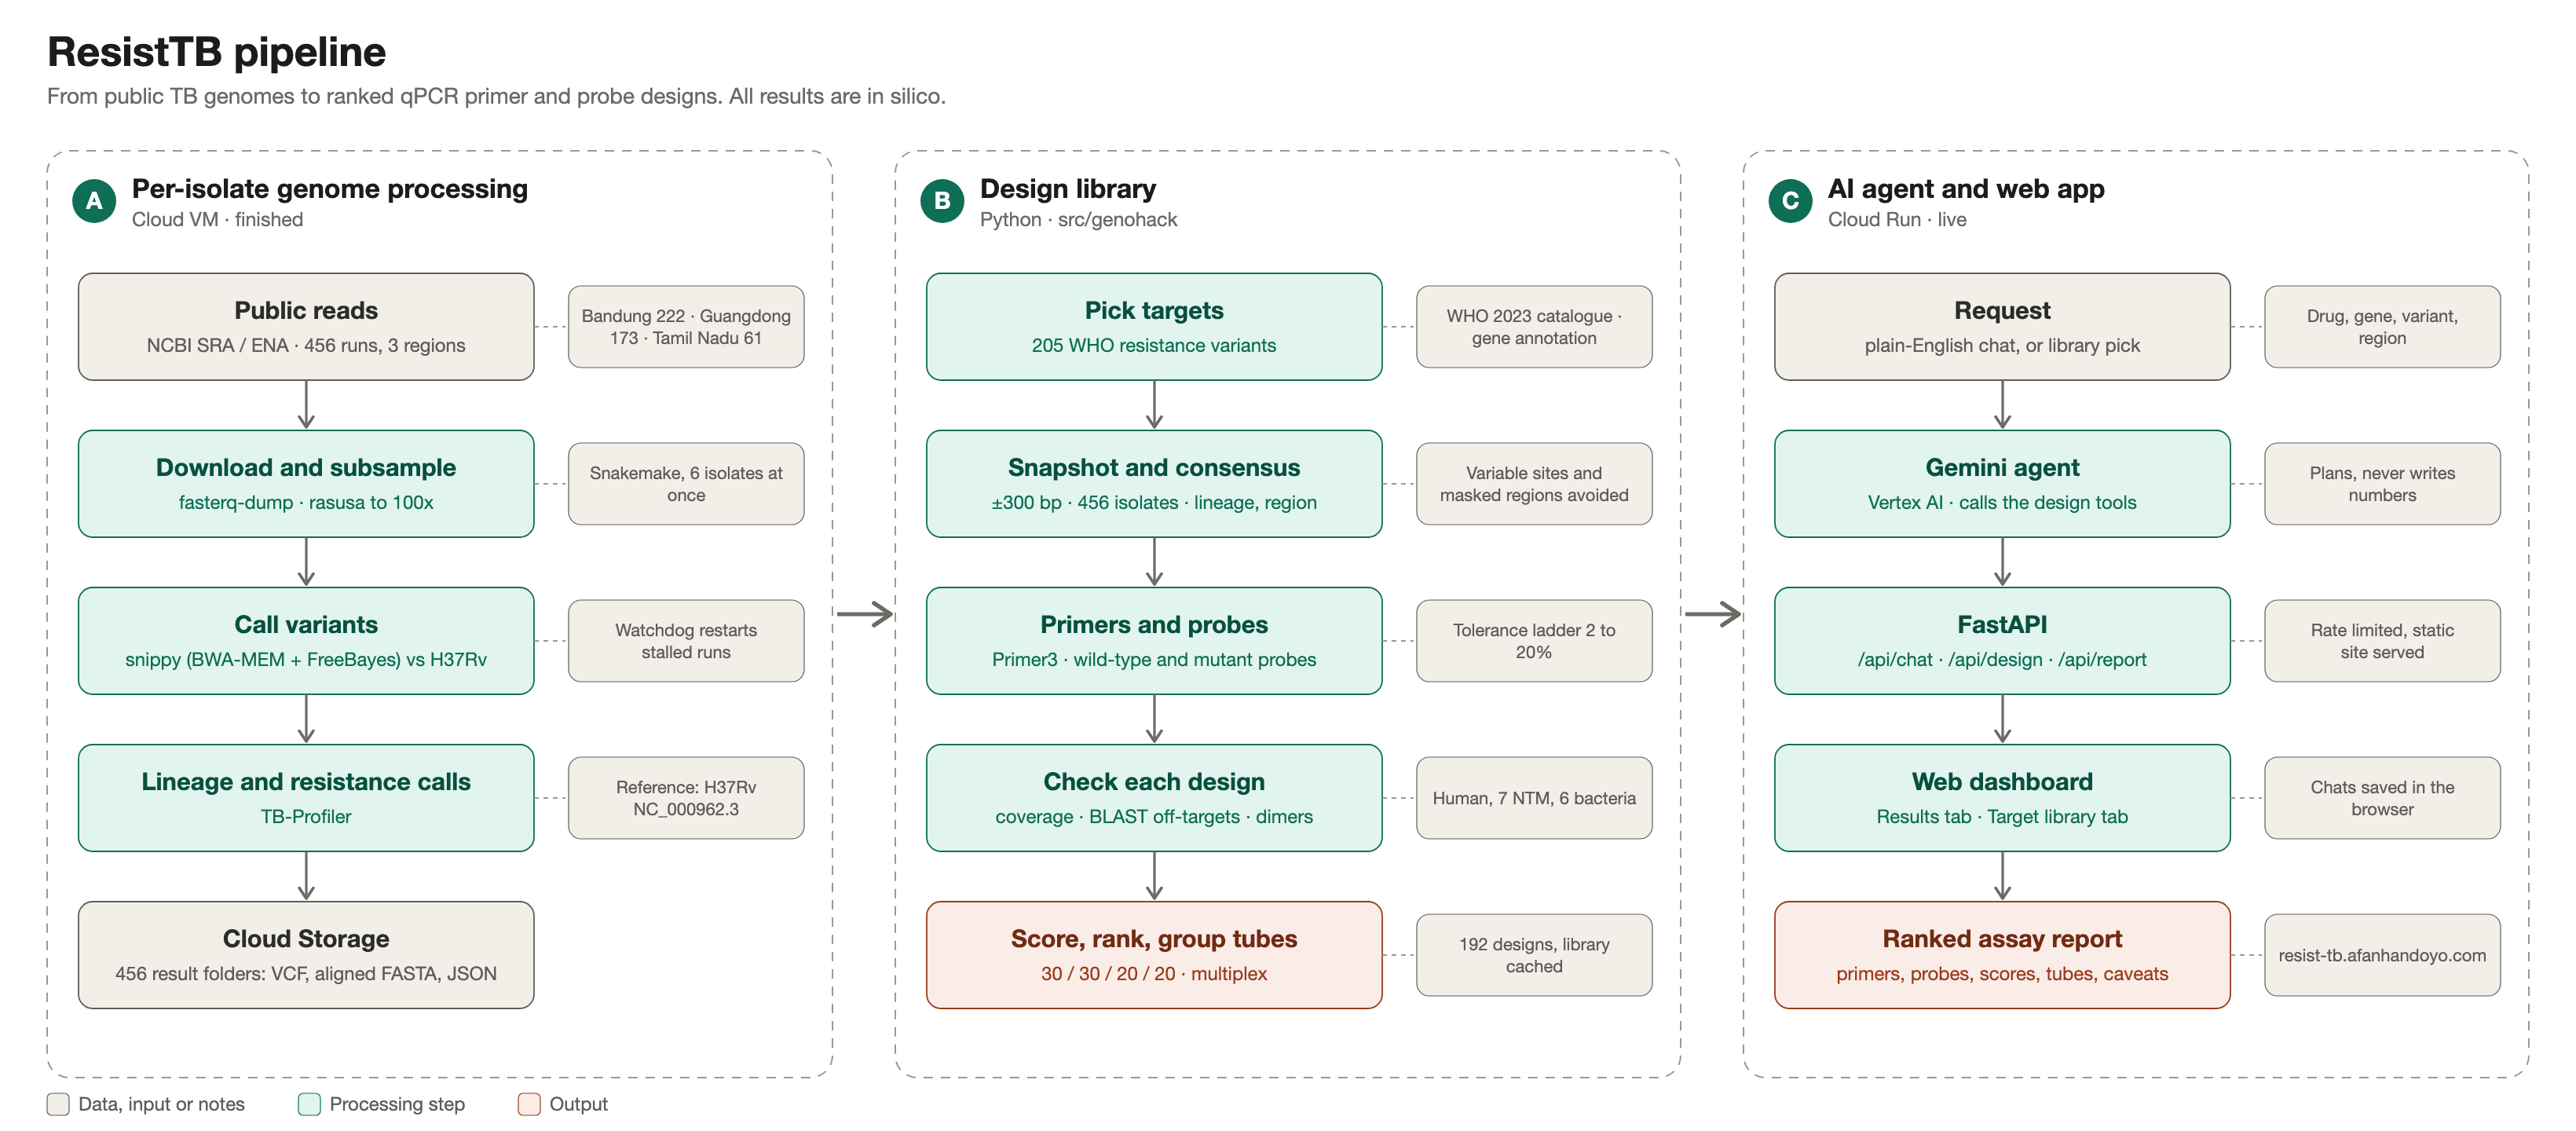 ResistTB pipeline
From public TB genomes to ranked qPCR primer and probe designs. All results are in silico.
A
Per-isolate genome processing
Cloud VM · finished
Public reads
NCBI SRA / ENA · 456 runs, 3 regions
Bandung 222 · Guangdong
173 · Tamil Nadu 61
Download and subsample
fasterq-dump · rasusa to 100x
Snakemake, 6 isolates at
once
Call variants
snippy (BWA-MEM + FreeBayes) vs H37Rv
Watchdog restarts
stalled runs
Lineage and resistance calls
TB-Profiler
Reference: H37Rv
NC_000962.3
Cloud Storage
456 result folders: VCF, aligned FASTA, JSON
B
Design library
Python · src/genohack
Pick targets
205 WHO resistance variants
WHO 2023 catalogue ·
gene annotation
Snapshot and consensus
±300 bp · 456 isolates · lineage, region
Variable sites and
masked regions avoided
Primers and probes
Primer3 · wild-type and mutant probes
Tolerance ladder 2 to
20%
Check each design
coverage · BLAST off-targets · dimers
Human, 7 NTM, 6 bacteria
Score, rank, group tubes
30 / 30 / 20 / 20 · multiplex
192 designs, library
cached
C
AI agent and web app
Cloud Run · live
Request
plain-English chat, or library pick
Drug, gene, variant,
region
Gemini agent
Vertex AI · calls the design tools
Plans, never writes
numbers
FastAPI
/api/chat · /api/design · /api/report
Rate limited, static
site served
Web dashboard
Results tab · Target library tab
Chats saved in the
browser
Ranked assay report
primers, probes, scores, tubes, caveats
resist-tb.afanhandoyo.com
Data, input or notes
Processing step
Output